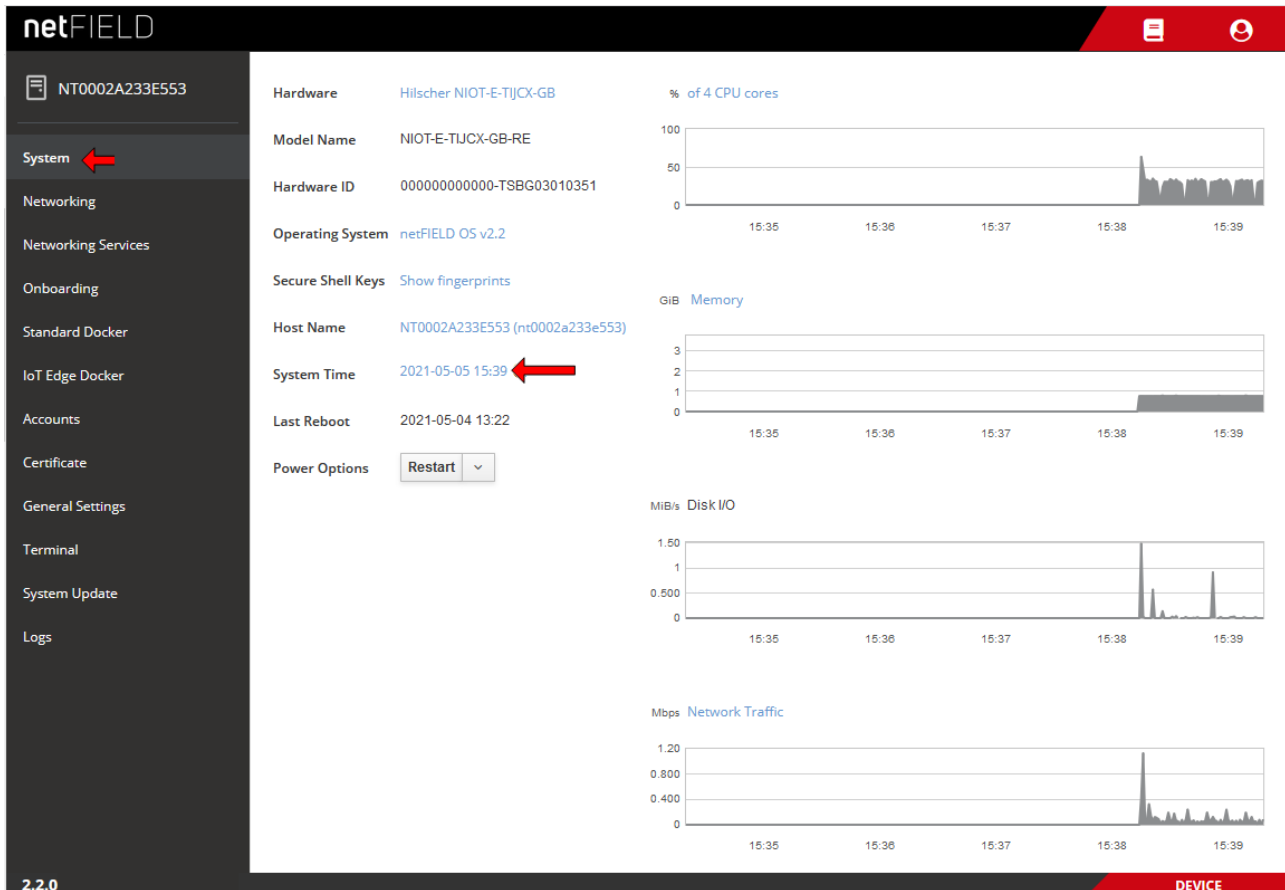 netFIELD
NT0002A233E553
System
Networking
Networking Services
Onboarding
Standard Docker
IoT Edge Docker
Accounts
Certificate
General Settings
Terminal
System Update
Logs
2.2.0
Hardware Hilscher NIOT-E-TIJCX-GB
Model Name NIOT-E-TIJCX-GB-RE
Hardware ID 000000000000-TSBG03010351
Operating System netFIELD OS v2.2
Secure Shell Keys Show fingerprints
Host Name NT0002A233E553 (nt0002a233e553)
System Time 2021-05-05 15:39
Last Reboot 2021-05-04 13:22
Power Options Restart
% of 4 CPU cores
100
50
0
15:35 15:36 15:37 15:38 15:39
GiB Memory
3
2
1
0
15:35 15:36 15:37 15:38 15:39
MiB/s Disk I/O
1.50
1
0.500
0
15:35 15:36 15:37 15:38 15:39
Mbps Network Traffic
1.20
0.800
0.400
0
15:35 15:36 15:37 15:38 15:39
DEVICE